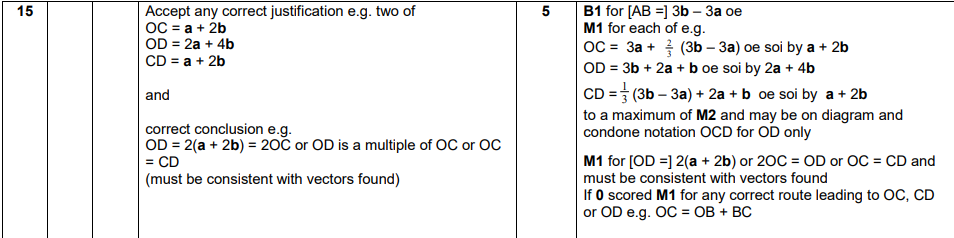 15
Accept any correct justification e.g. two of
OC = a + 2b
OD = 2a + 4b
CD = a + 2b
and
correct conclusion e.g.
OD = 2(a + 2b) = 2OC or OD is a multiple of OC or OC
= CD
(must be consistent with vectors found)
5
B1 for [AB =] 3b – 3a oe
M1 for each of e.g.
OC = 3a + 2/3 (3b – 3a) oe soi by a + 2b
OD = 3b + 2a + b oe soi by 2a + 4b
CD = 1/3 (3b – 3a) + 2a + b oe soi by a + 2b
to a maximum of M2 and may be on diagram and
condone notation OCD for OD only
M1 for [OD =] 2(a + 2b) or 2OC = OD or OC = CD and
must be consistent with vectors found
If 0 scored M1 for any correct route leading to OC, CD
or OD e.g. OC = OB + BC